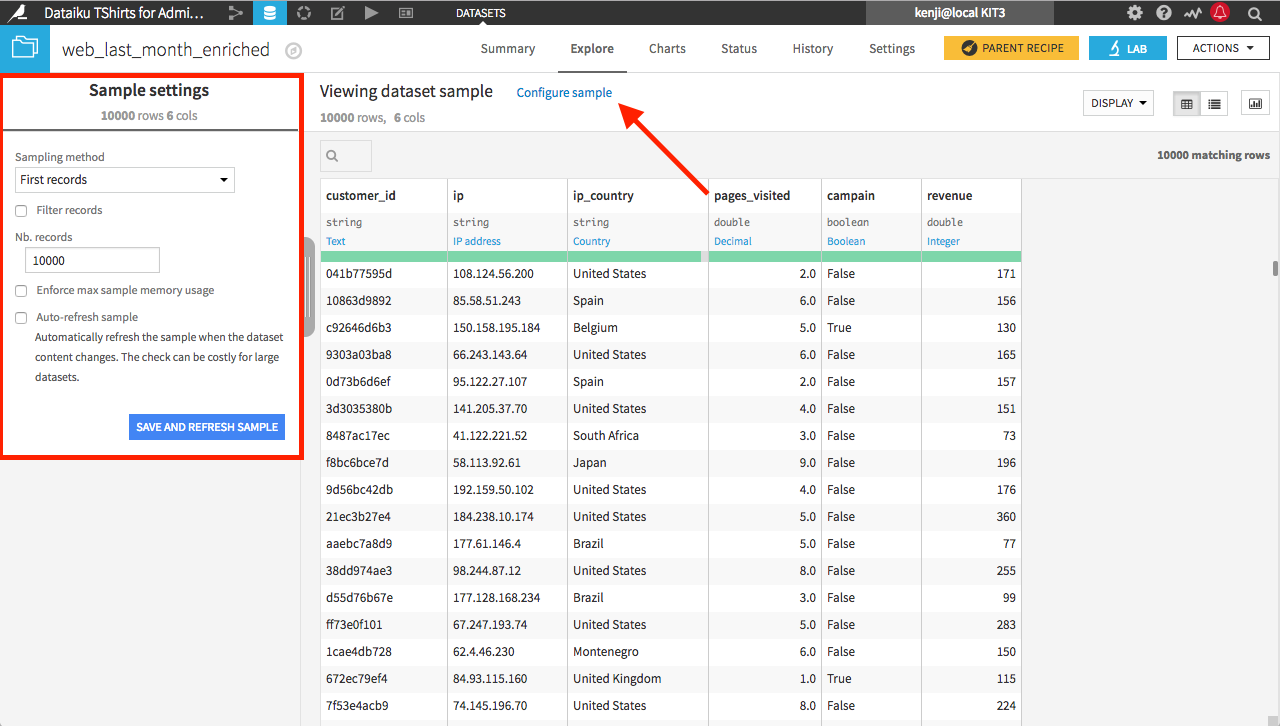 Dataiku TShirts for Admi... DATASETS kenji@local KIT3
web_last_month_enriched Summary Explore Charts Status History Settings PARENT RECIPE LAB ACTIONS
Sample settings
10000 rows 6 cols
Sampling method
First records
Filter records
Nb. records
10000
Enforce max sample memory usage
Auto-refresh sample
Automatically refresh the sample when the dataset
content changes. The check can be costly for large
datasets.
SAVE AND REFRESH SAMPLE
Viewing dataset sample Configure sample
10000 rows, 6 cols
DISPLAY
10000 matching rows
customer_id ip ip_country pages_visited campain revenue
string string string double boolean double
Text IP address Country Decimal Boolean Integer
041b77595d 108.124.56.200 United States 2.0 False 171
10863d9892 85.58.51.243 Spain 6.0 False 156
c92646d6b3 150.158.195.184 Belgium 5.0 True 130
9303a03ba8 66.243.143.64 United States 6.0 False 165
0d73b6d6ef 95.122.27.107 Spain 2.0 False 157
3d3035380b 141.205.37.70 United States 4.0 False 151
8487ac17ec 41.122.221.52 South Africa 3.0 False 73
f8bc6bce7d 58.113.92.61 Japan 9.0 False 196
9d56bc42db 192.159.50.102 United States 4.0 False 176
21ec3b27e4 184.238.10.174 United States 5.0 False 360
aaebc7a8d9 177.61.146.4 Brazil 5.0 False 77
38dd974ae3 98.244.87.12 United States 8.0 False 255
d55d76b67e 177.128.168.234 Brazil 3.0 False 99
ff73e0f101 67.247.193.74 United States 5.0 False 283
1cae4db728 62.4.46.230 Montenegro 6.0 False 150
672ec79ef4 84.93.115.160 United Kingdom 1.0 True 115
7f53e4acb9 74.145.196.70 United States 8.0 False 224